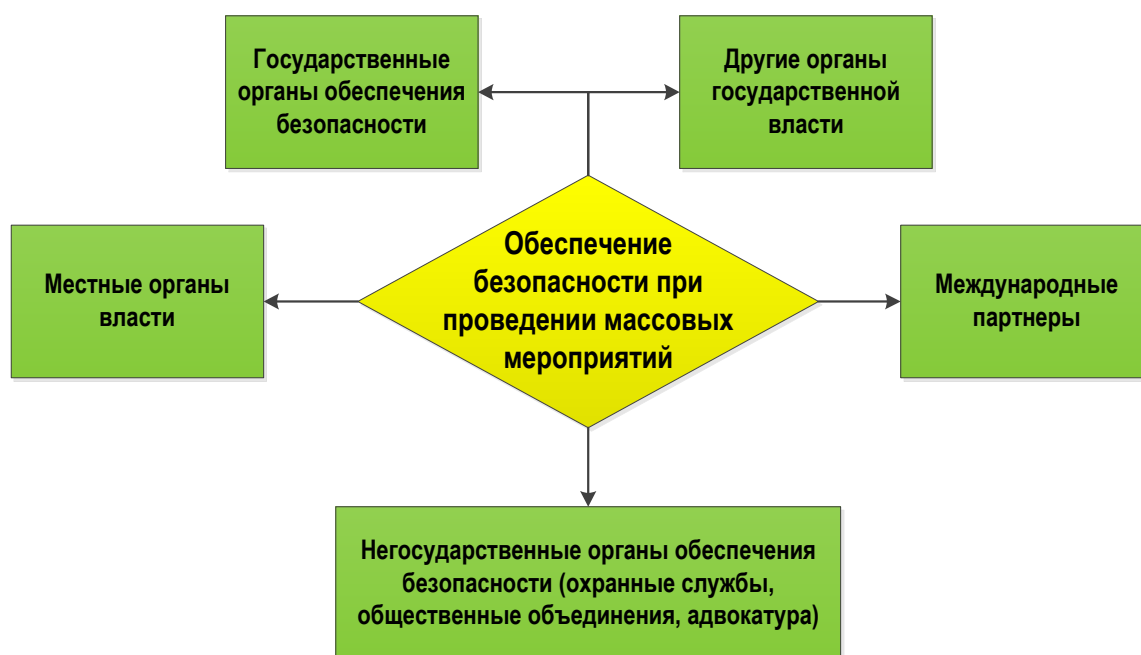 Государственные
органы обеспечения
безопасности
Другие органы
государственной
власти
Обеспечение
безопасности при
проведении массовых
мероприятий
Местные органы
власти
Международные
партнеры
Негосударственные органы обеспечения
безопасности (охранные службы,
общественные объединения, адвокатура)